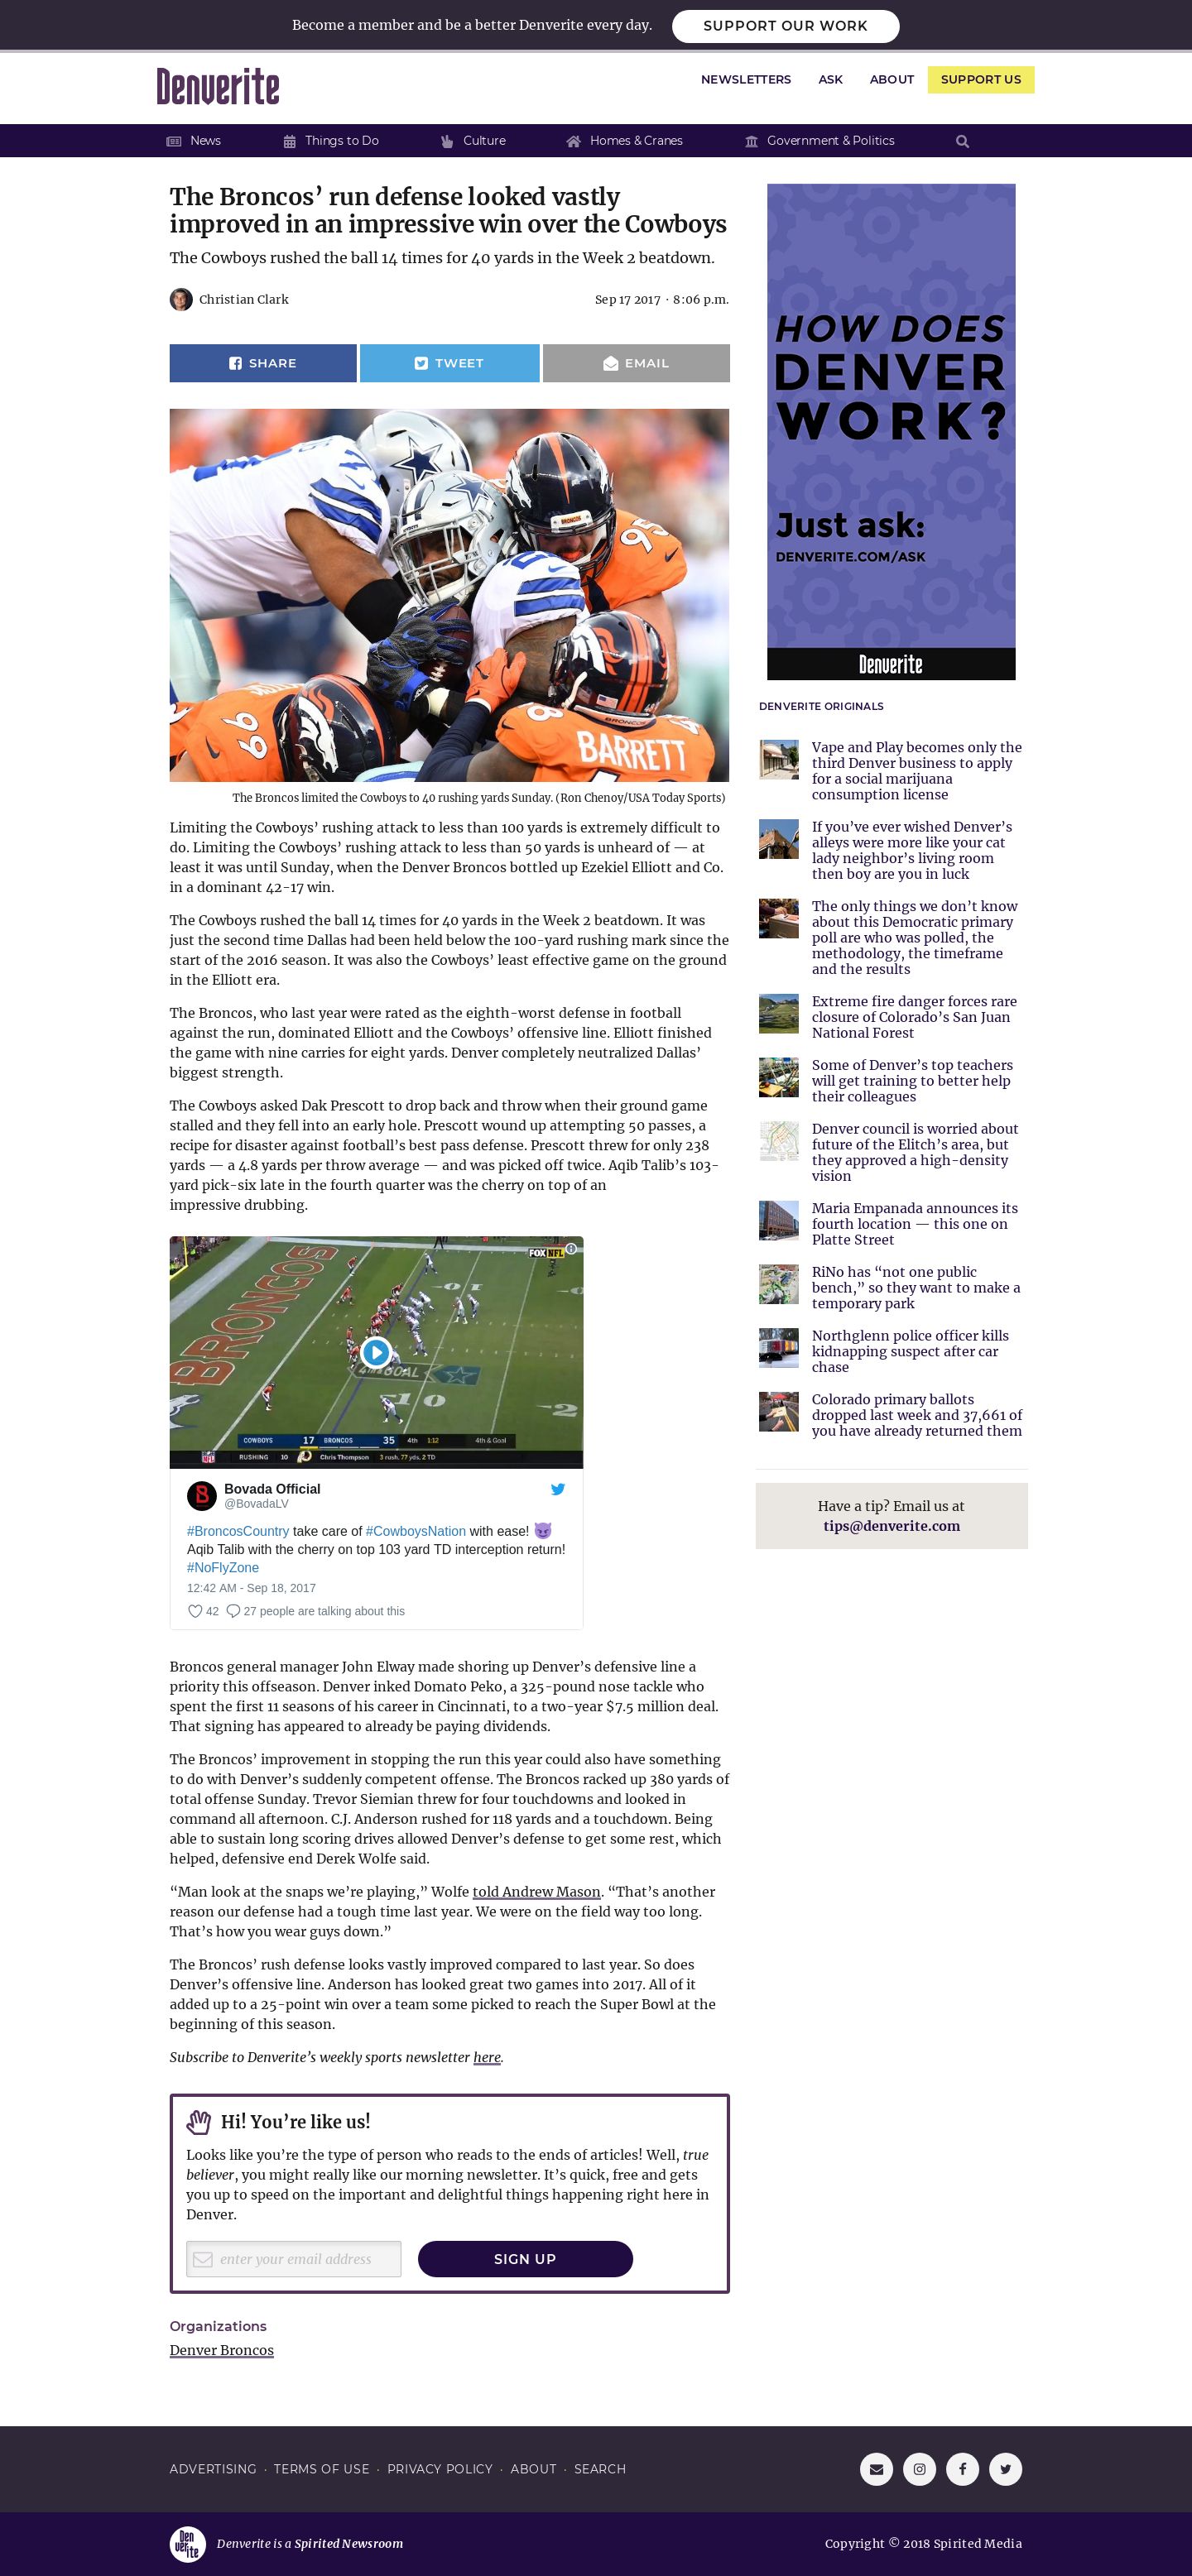 Become a member and be a better Denverite every day.
SUPPORT OUR WORK
Denverite
NEWSLETTERS
ASK
ABOUT
SUPPORT US
News
Things to Do
Culture
Homes & Cranes
Government & Politics
The Broncos’ run defense looked vastly
improved in an impressive win over the Cowboys
The Cowboys rushed the ball 14 times for 40 yards in the Week 2 beatdown.
Christian Clark
Sep 17 2017 · 8:06 p.m.
SHARE
TWEET
EMAIL
BRONCOS
95
66
BRONCOS
BARRETT
The Broncos limited the Cowboys to 40 rushing yards Sunday. (Ron Chenoy/USA Today Sports)
Limiting the Cowboys’ rushing attack to less than 100 yards is extremely difficult to
do. Limiting the Cowboys’ rushing attack to less than 50 yards is unheard of — at
least it was until Sunday, when the Denver Broncos bottled up Ezekiel Elliott and Co.
in a dominant 42-17 win.
The Cowboys rushed the ball 14 times for 40 yards in the Week 2 beatdown. It was
just the second time Dallas had been held below the 100-yard rushing mark since the
start of the 2016 season. It was also the Cowboys’ least effective game on the ground
in the Elliott era.
The Broncos, who last year were rated as the eighth-worst defense in football
against the run, dominated Elliott and the Cowboys’ offensive line. Elliott finished
the game with nine carries for eight yards. Denver completely neutralized Dallas’
biggest strength.
The Cowboys asked Dak Prescott to drop back and throw when their ground game
stalled and they fell into an early hole. Prescott wound up attempting 50 passes, a
recipe for disaster against football’s best pass defense. Prescott threw for only 238
yards — a 4.8 yards per throw average — and was picked off twice. Aqib Talib’s 103-
yard pick-six late in the fourth quarter was the cherry on top of an
impressive drubbing.
FOX NFL
BRONCOS
4TH & GOAL
COWBOYS 17 BRONCOS 35 4th 1:12 4th & Goal
NFL RUSHING 10 Chris Thompson 3 rush, 77 yds, 2 TD
Bovada Official
@BovadaLV
#BroncosCountry take care of #CowboysNation with ease! 😈
Aqib Talib with the cherry on top 103 yard TD interception return!
#NoFlyZone
12:42 AM - Sep 18, 2017
42 27 people are talking about this
Broncos general manager John Elway made shoring up Denver’s defensive line a
priority this offseason. Denver inked Domato Peko, a 325-pound nose tackle who
spent the first 11 seasons of his career in Cincinnati, to a two-year $7.5 million deal.
That signing has appeared to already be paying dividends.
The Broncos’ improvement in stopping the run this year could also have something
to do with Denver’s suddenly competent offense. The Broncos racked up 380 yards of
total offense Sunday. Trevor Siemian threw for four touchdowns and looked in
command all afternoon. C.J. Anderson rushed for 118 yards and a touchdown. Being
able to sustain long scoring drives allowed Denver’s defense to get some rest, which
helped, defensive end Derek Wolfe said.
“Man look at the snaps we’re playing,” Wolfe told Andrew Mason. “That’s another
reason our defense had a tough time last year. We were on the field way too long.
That’s how you wear guys down.”
The Broncos’ rush defense looks vastly improved compared to last year. So does
Denver’s offensive line. Anderson has looked great two games into 2017. All of it
added up to a 25-point win over a team some picked to reach the Super Bowl at the
beginning of this season.
Subscribe to Denverite’s weekly sports newsletter here.
Hi! You’re like us!
Looks like you’re the type of person who reads to the ends of articles! Well, true
believer, you might really like our morning newsletter. It’s quick, free and gets
you up to speed on the important and delightful things happening right here in
Denver.
enter your email address
SIGN UP
Organizations
Denver Broncos
HOW DOES
DENVER
WORK?
Just ask:
DENVERITE.COM/ASK
Denverite
DENVERITE ORIGINALS
Vape and Play becomes only the
third Denver business to apply
for a social marijuana
consumption license
If you’ve ever wished Denver’s
alleys were more like your cat
lady neighbor’s living room
then boy are you in luck
The only things we don’t know
about this Democratic primary
poll are who was polled, the
methodology, the timeframe
and the results
Extreme fire danger forces rare
closure of Colorado’s San Juan
National Forest
Some of Denver’s top teachers
will get training to better help
their colleagues
Denver council is worried about
future of the Elitch’s area, but
they approved a high-density
vision
Maria Empanada announces its
fourth location — this one on
Platte Street
RiNo has “not one public
bench,” so they want to make a
temporary park
Northglenn police officer kills
kidnapping suspect after car
chase
Colorado primary ballots
dropped last week and 37,661 of
you have already returned them
Have a tip? Email us at
tips@denverite.com
ADVERTISING · TERMS OF USE · PRIVACY POLICY · ABOUT · SEARCH
Denverite
Denverite is a Spirited Newsroom
Copyright © 2018 Spirited Media